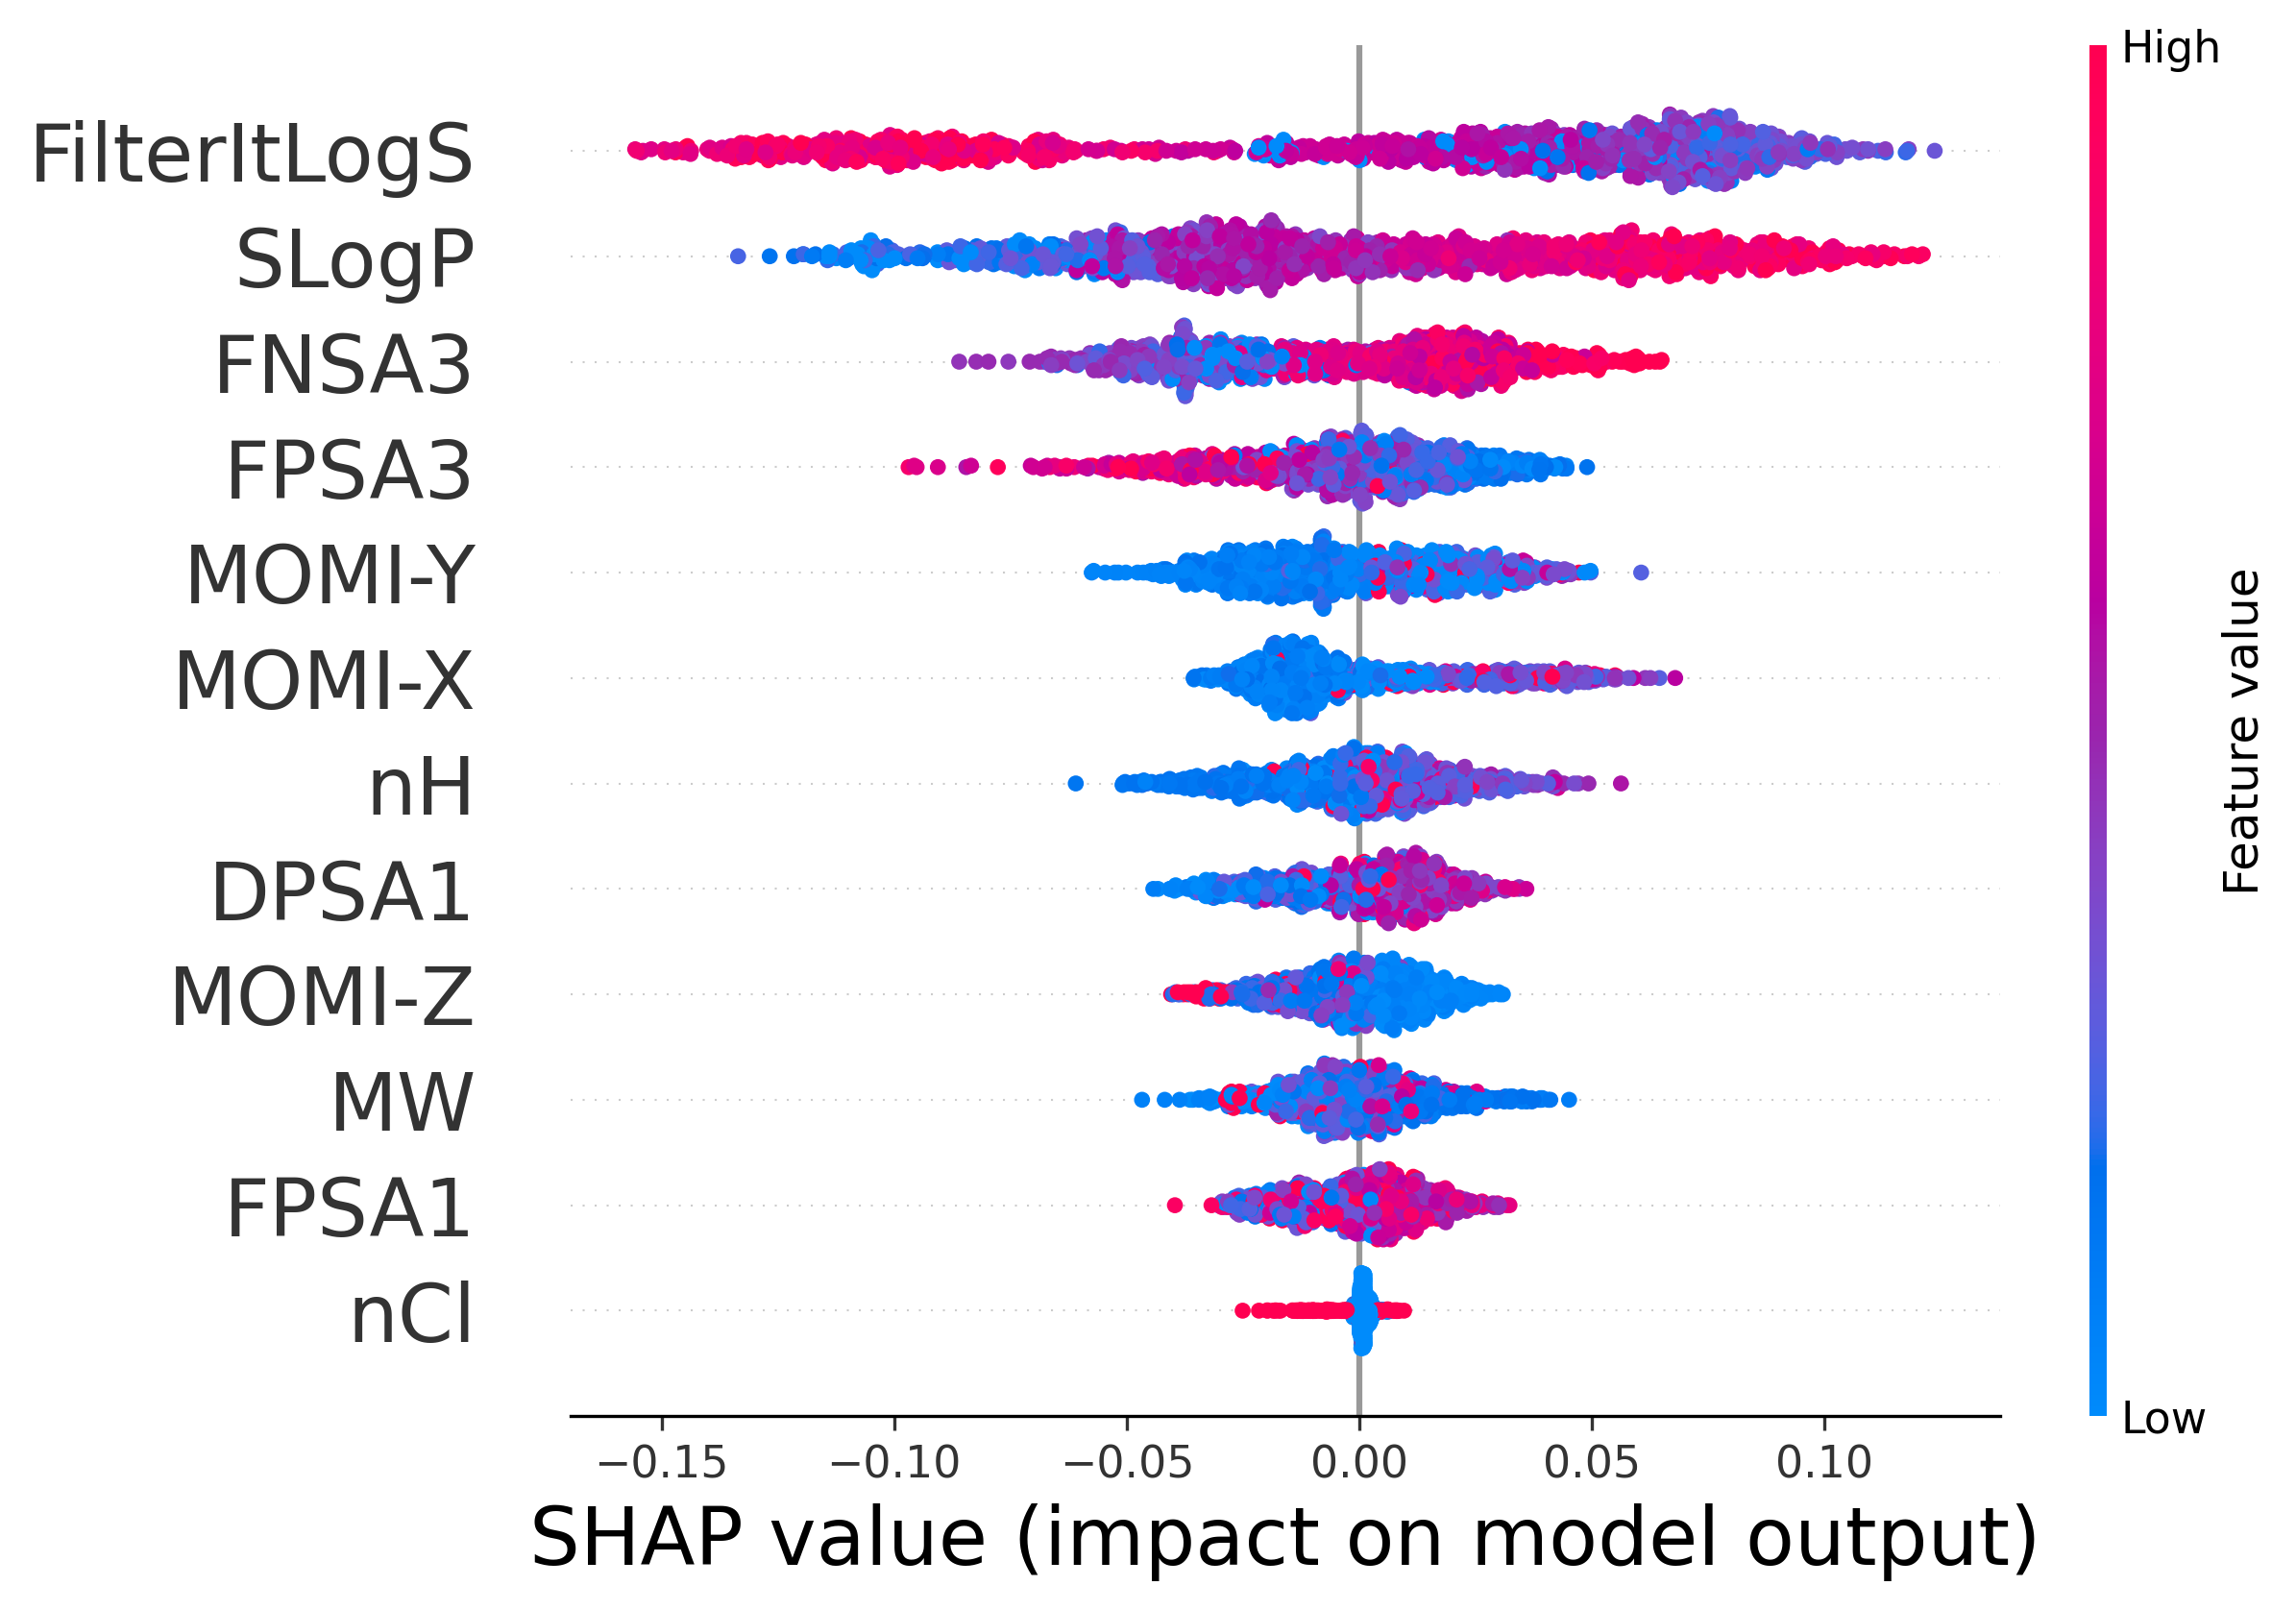 High
FilterItLogS
SLogP
FNSA3
FPSA3
MOMI-Y
MOMI-X
nH
DPSA1
MOMI-Z
MW
FPSA1
nCl
Feature value
Low
−0.15 −0.10 −0.05 0.00 0.05 0.10
SHAP value (impact on model output)